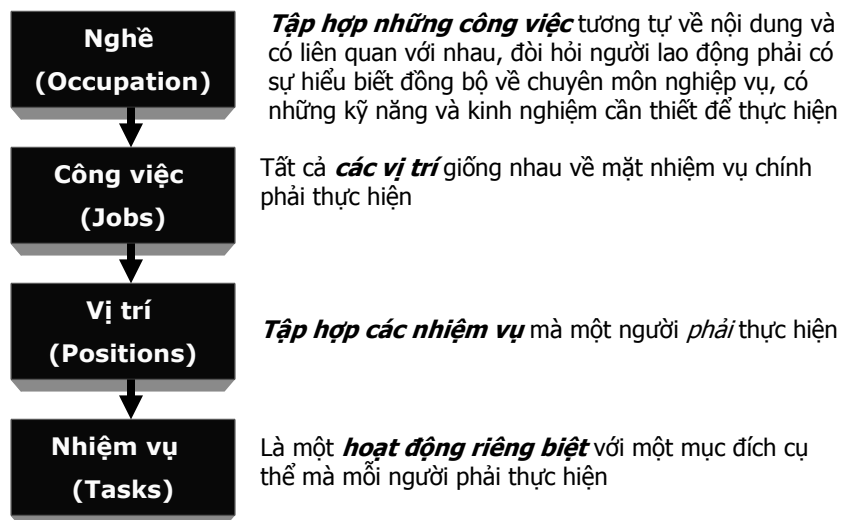 Nghề
(Occupation)
Tập hợp những công việc tương tự về nội dung và
có liên quan với nhau, đòi hỏi người lao động phải có
sự hiểu biết đồng bộ về chuyên môn nghiệp vụ, có
những kỹ năng và kinh nghiệm cần thiết để thực hiện
Công việc
(Jobs)
Tất cả các vị trí giống nhau về mặt nhiệm vụ chính
phải thực hiện
Vị trí
(Positions)
Tập hợp các nhiệm vụ mà một người phải thực hiện
Nhiệm vụ
(Tasks)
Là một hoạt động riêng biệt với một mục đích cụ
thể mà mỗi người phải thực hiện